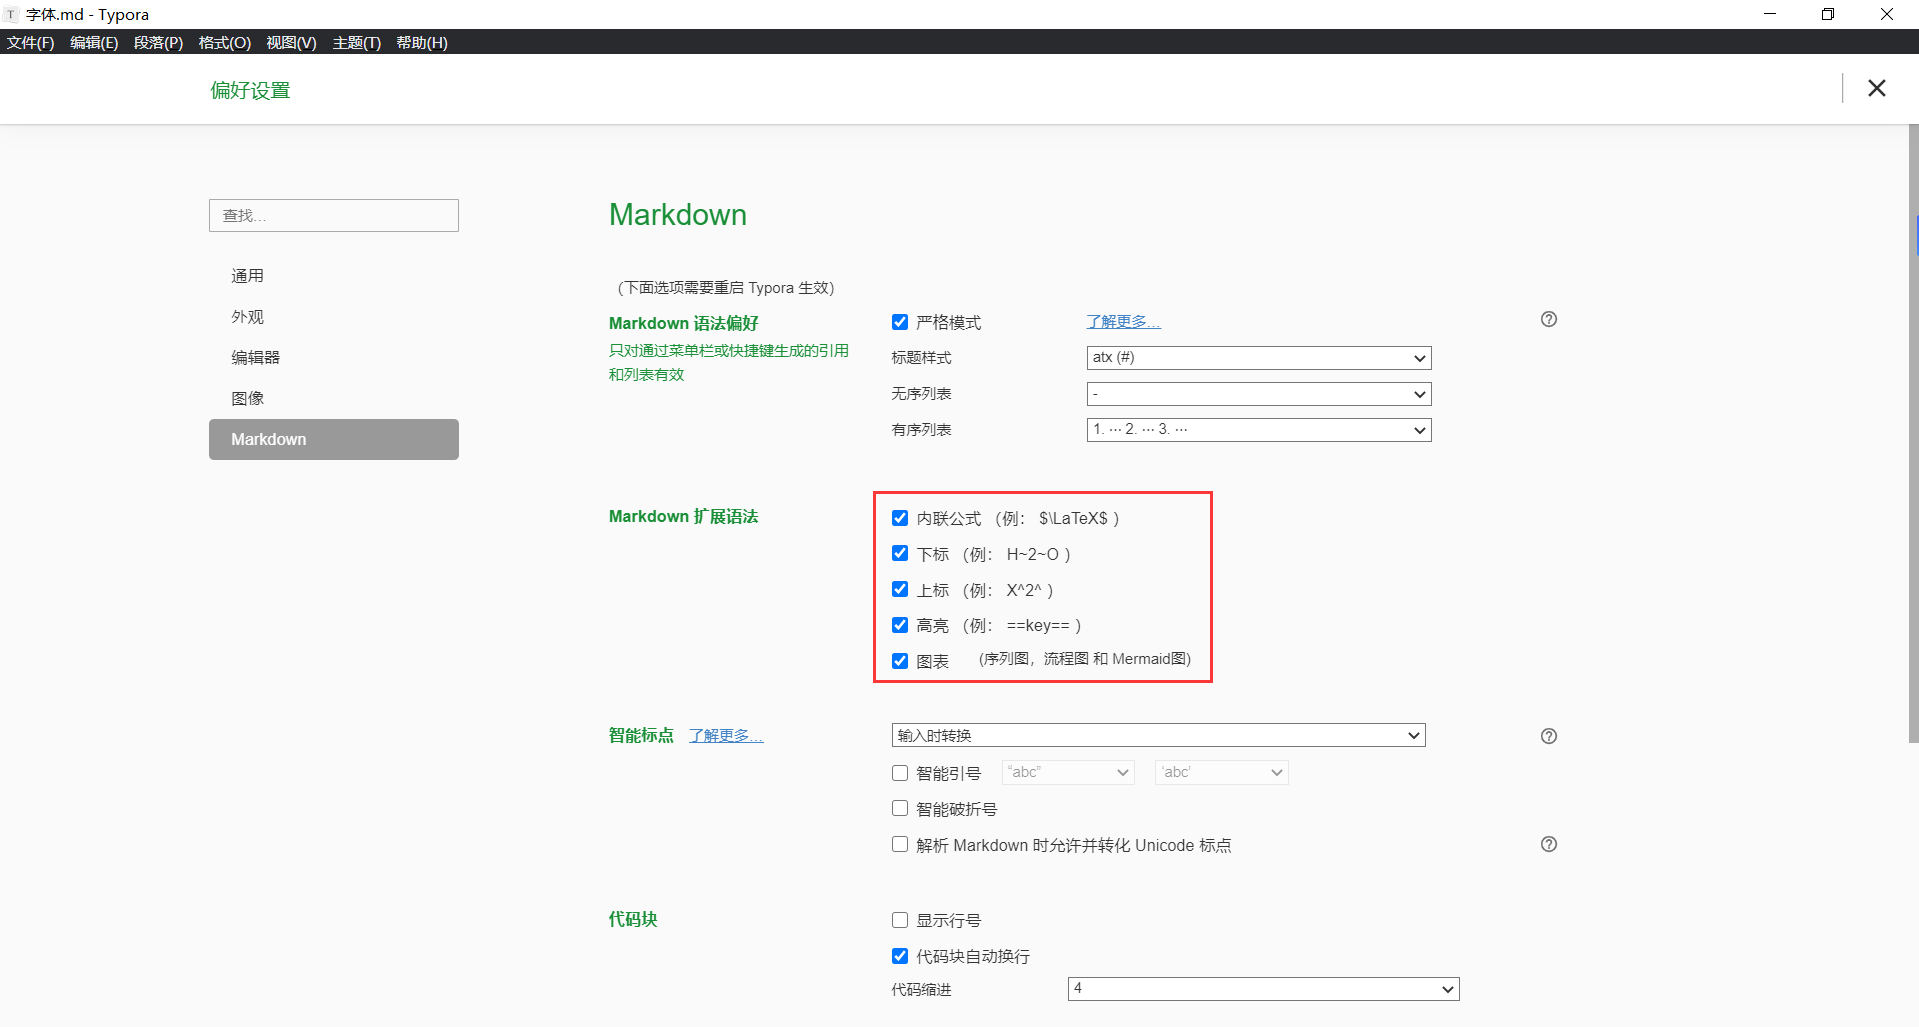 T 字体.md - Typora
文件(F) 编辑(E) 段落(P) 格式(O) 视图(V) 主题(T) 帮助(H)
偏好设置
查找...
通用
外观
编辑器
图像
Markdown
Markdown
(下面选项需要重启 Typora 生效)
Markdown 语法偏好
只对通过菜单栏或快捷键生成的引用
和列表有效
严格模式 了解更多...
标题样式 atx (#)
无序列表 -
有序列表 1. ··· 2. ··· 3. ···
Markdown 扩展语法
内联公式 （例： $\LaTeX$ ）
下标 （例： H~2~O ）
上标 （例： X^2^ ）
高亮 （例： ==key== ）
图表 (序列图，流程图 和 Mermaid图)
智能标点 了解更多... 输入时转换
智能引号 “abc” ‘abc’
智能破折号
解析 Markdown 时允许并转化 Unicode 标点
代码块
显示行号
代码块自动换行
代码缩进 4